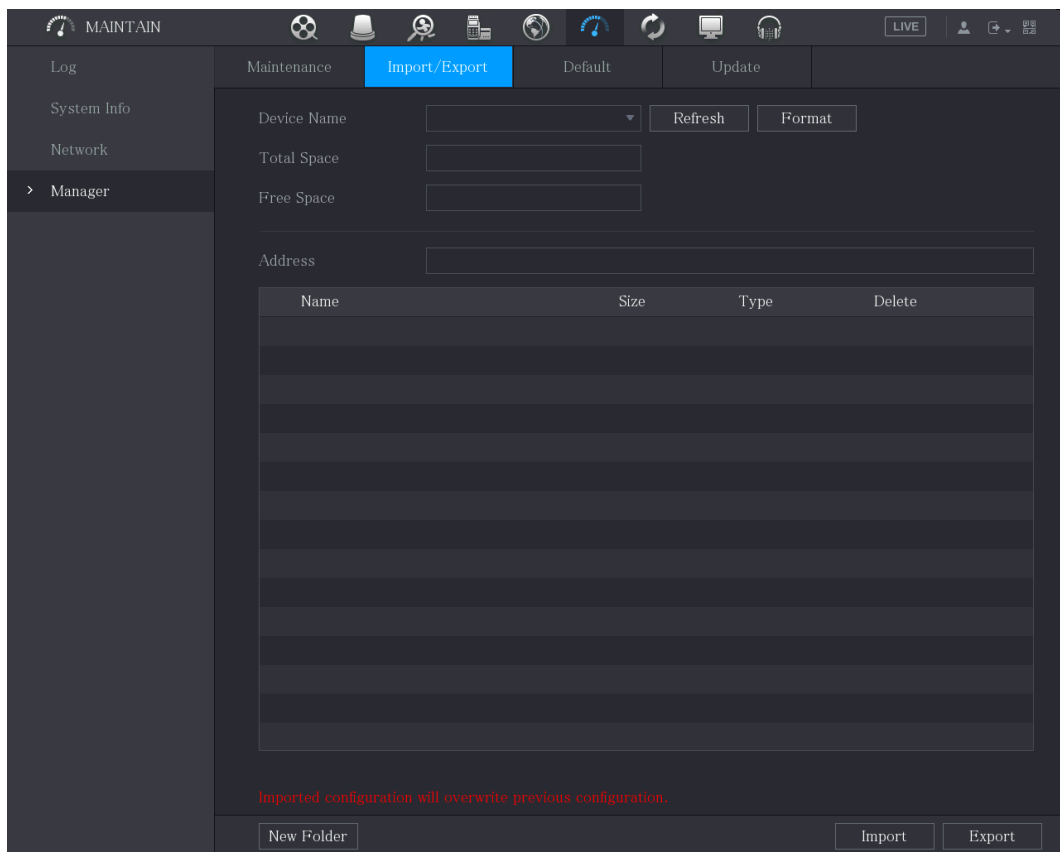 MAINTAIN LIVE
Log Maintenance Import/Export Default Update
System Info
Network
Manager
Device Name Refresh Format
Total Space
Free Space
Address
Name Size Type Delete
Imported configuration will overwrite previous configuration.
New Folder Import Export